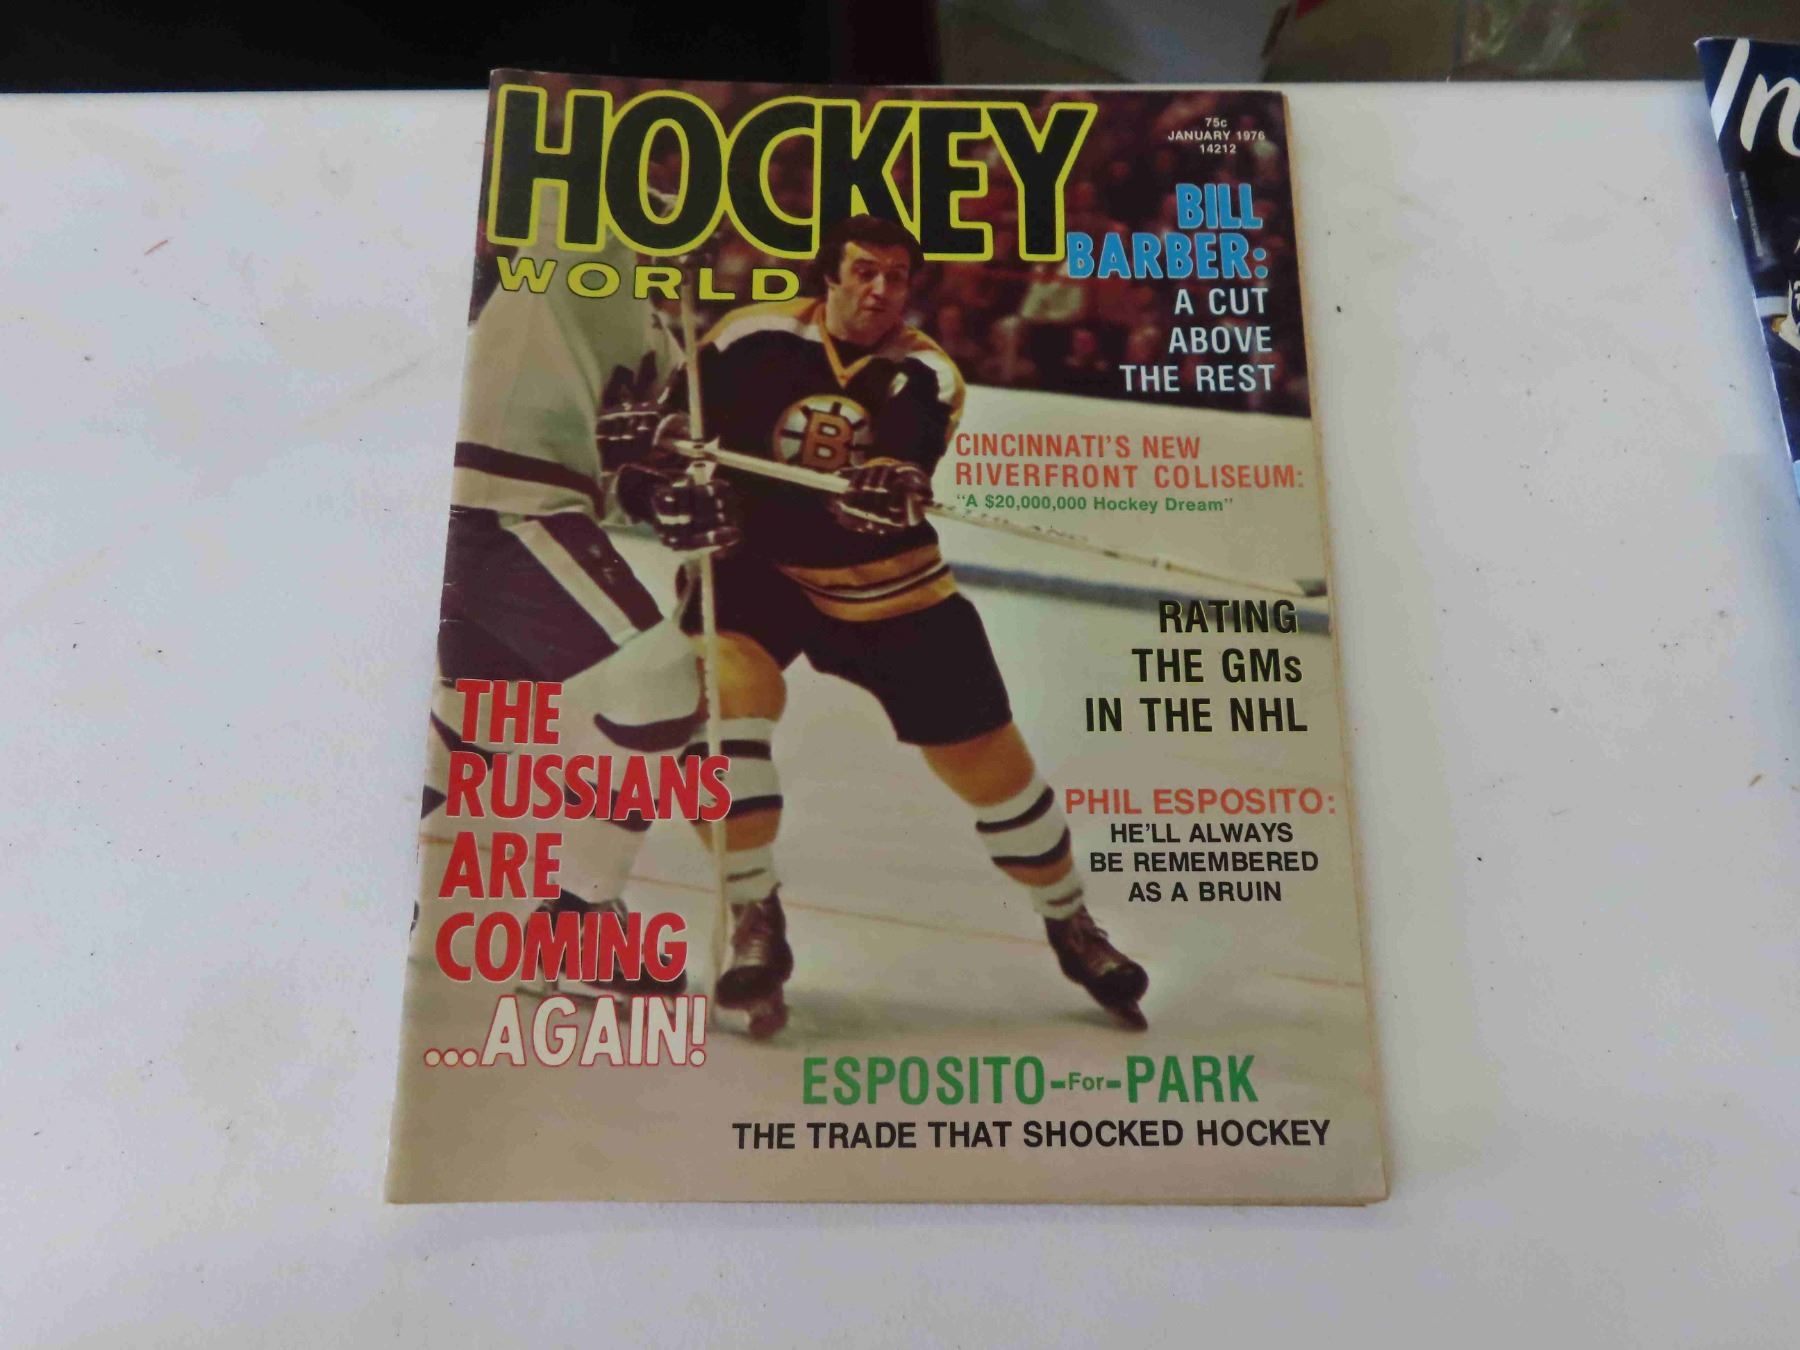 HOCKEY
WORLD
75c
JANUARY 1976
14212
BILL
BARBER:
A CUT
ABOVE
THE REST
B
CINCINNATI'S NEW
RIVERFRONT COLISEUM:
"A $20,000,000 Hockey Dream"
RATING
THE GMs
IN THE NHL
THE
RUSSIANS
ARE
COMING
...AGAIN!
PHIL ESPOSITO:
HE'LL ALWAYS
BE REMEMBERED
AS A BRUIN
ESPOSITO-For-PARK
THE TRADE THAT SHOCKED HOCKEY
In